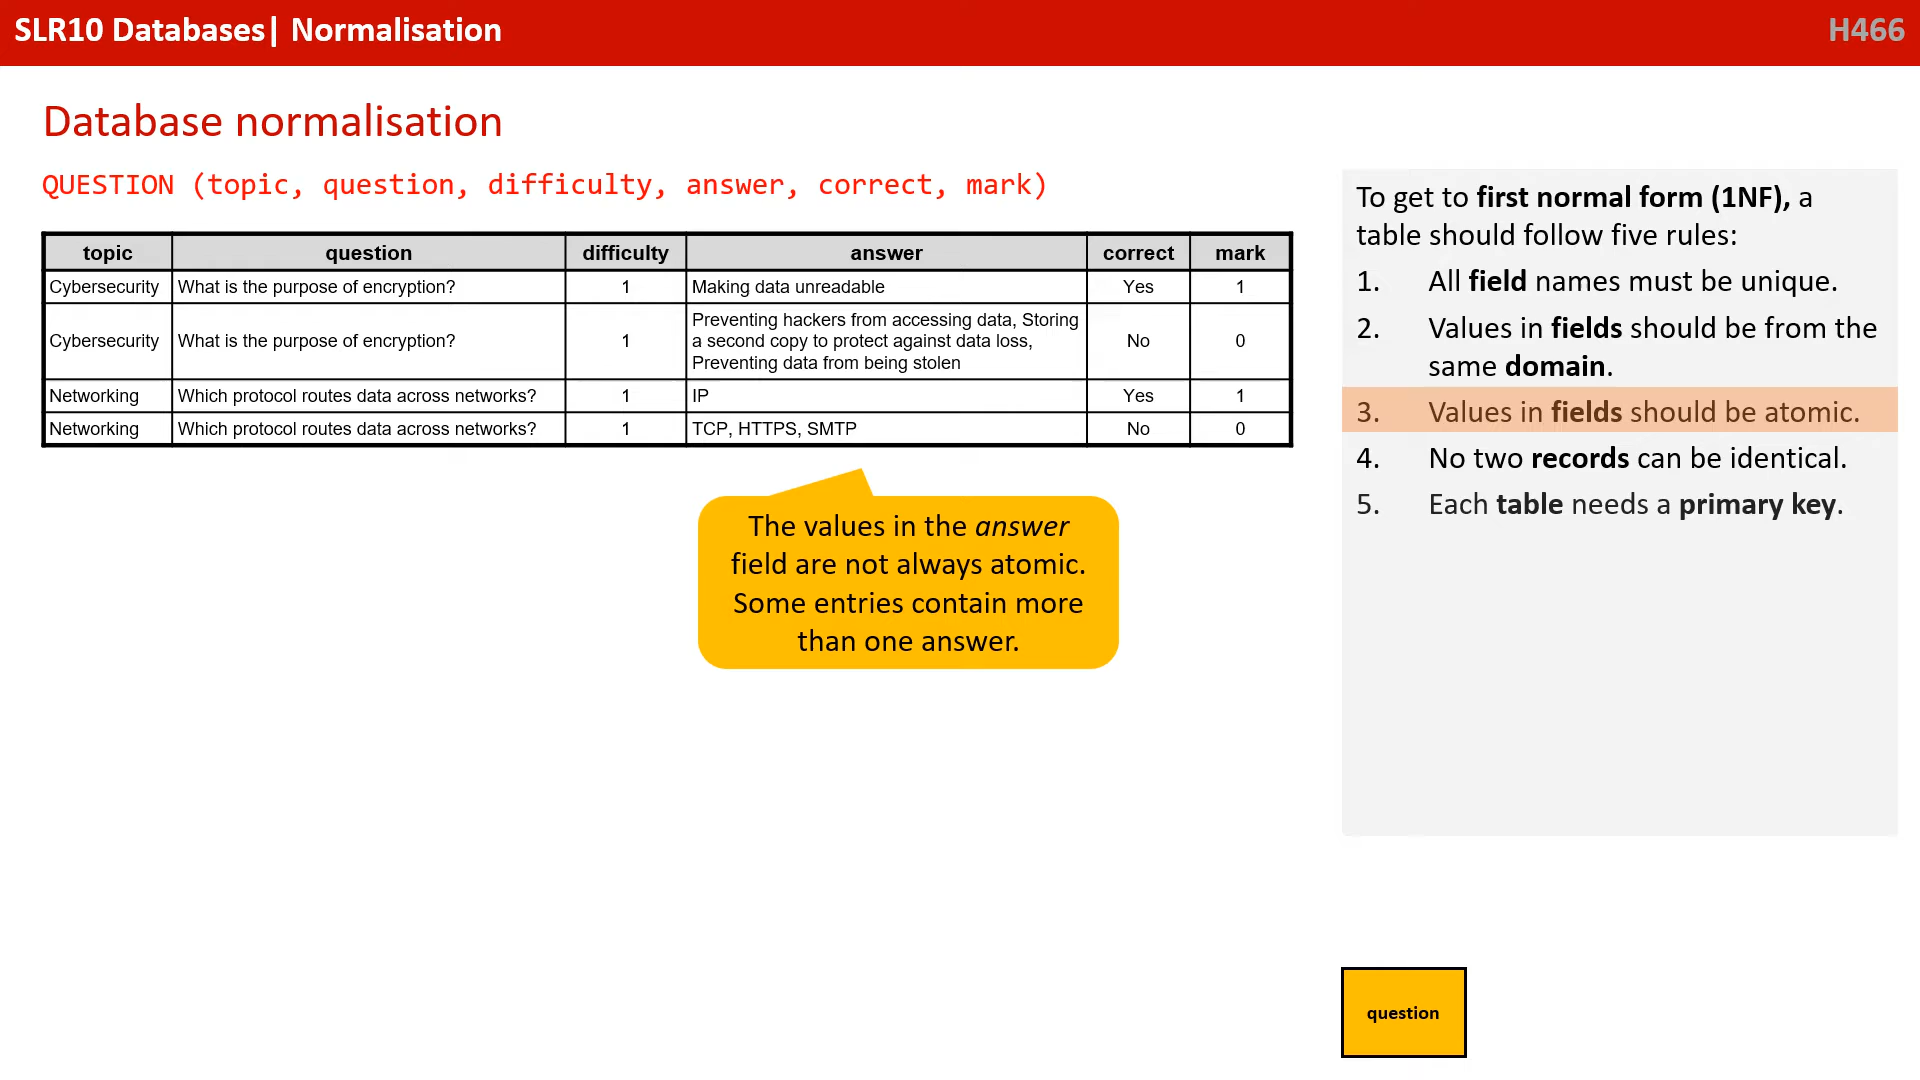 SLR10 Databases| Normalisation
H466
Database normalisation
QUESTION (topic, question, difficulty, answer, correct, mark)
topic question difficulty answer correct mark
Cybersecurity What is the purpose of encryption? 1 Making data unreadable Yes 1
Cybersecurity What is the purpose of encryption? 1 Preventing hackers from accessing data, Storing
a second copy to protect against data loss,
Preventing data from being stolen No 0
Networking Which protocol routes data across networks? 1 IP Yes 1
Networking Which protocol routes data across networks? 1 TCP, HTTPS, SMTP No 0
The values in the answer
field are not always atomic.
Some entries contain more
than one answer.
To get to first normal form (1NF), a
table should follow five rules:
1. All field names must be unique.
2. Values in fields should be from the
same domain.
3. Values in fields should be atomic.
4. No two records can be identical.
5. Each table needs a primary key.
question